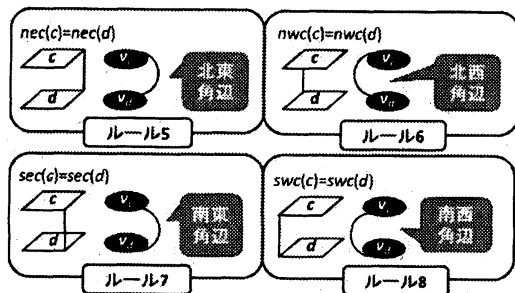 nec(c)=nec(d)
c
d
vc
vd
北東
角辺
ルール5
nwc(c)=nwc(d)
c
d
vc
vd
北西
角辺
ルール6
sec(c)=sec(d)
c
d
vc
vd
南東
角辺
ルール7
swc(c)=swc(d)
c
d
vc
vd
南西
角辺
ルール8